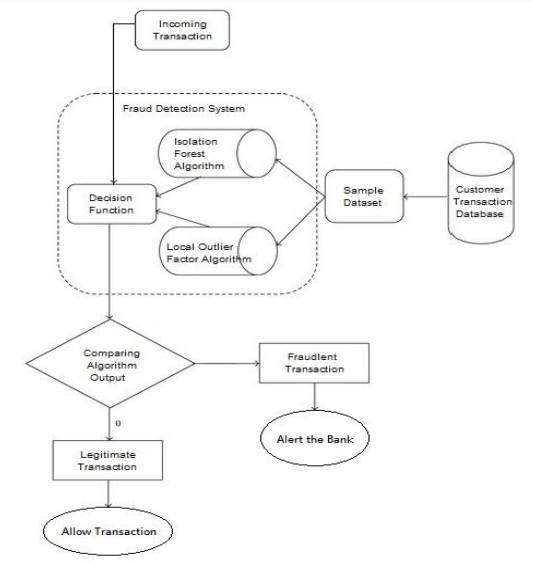 Incoming
Transaction
Fraud Detection System
Isolation
Forest
Algorithm
Decision
Function
Sample
Dataset
Customer
Transaction
Database
Local Outlier
Factor Algorithm
Comparing
Algorithm
Output
Fraudlent
Transaction
0
Alert the Bank
Legitimate
Transaction
Allow Transaction